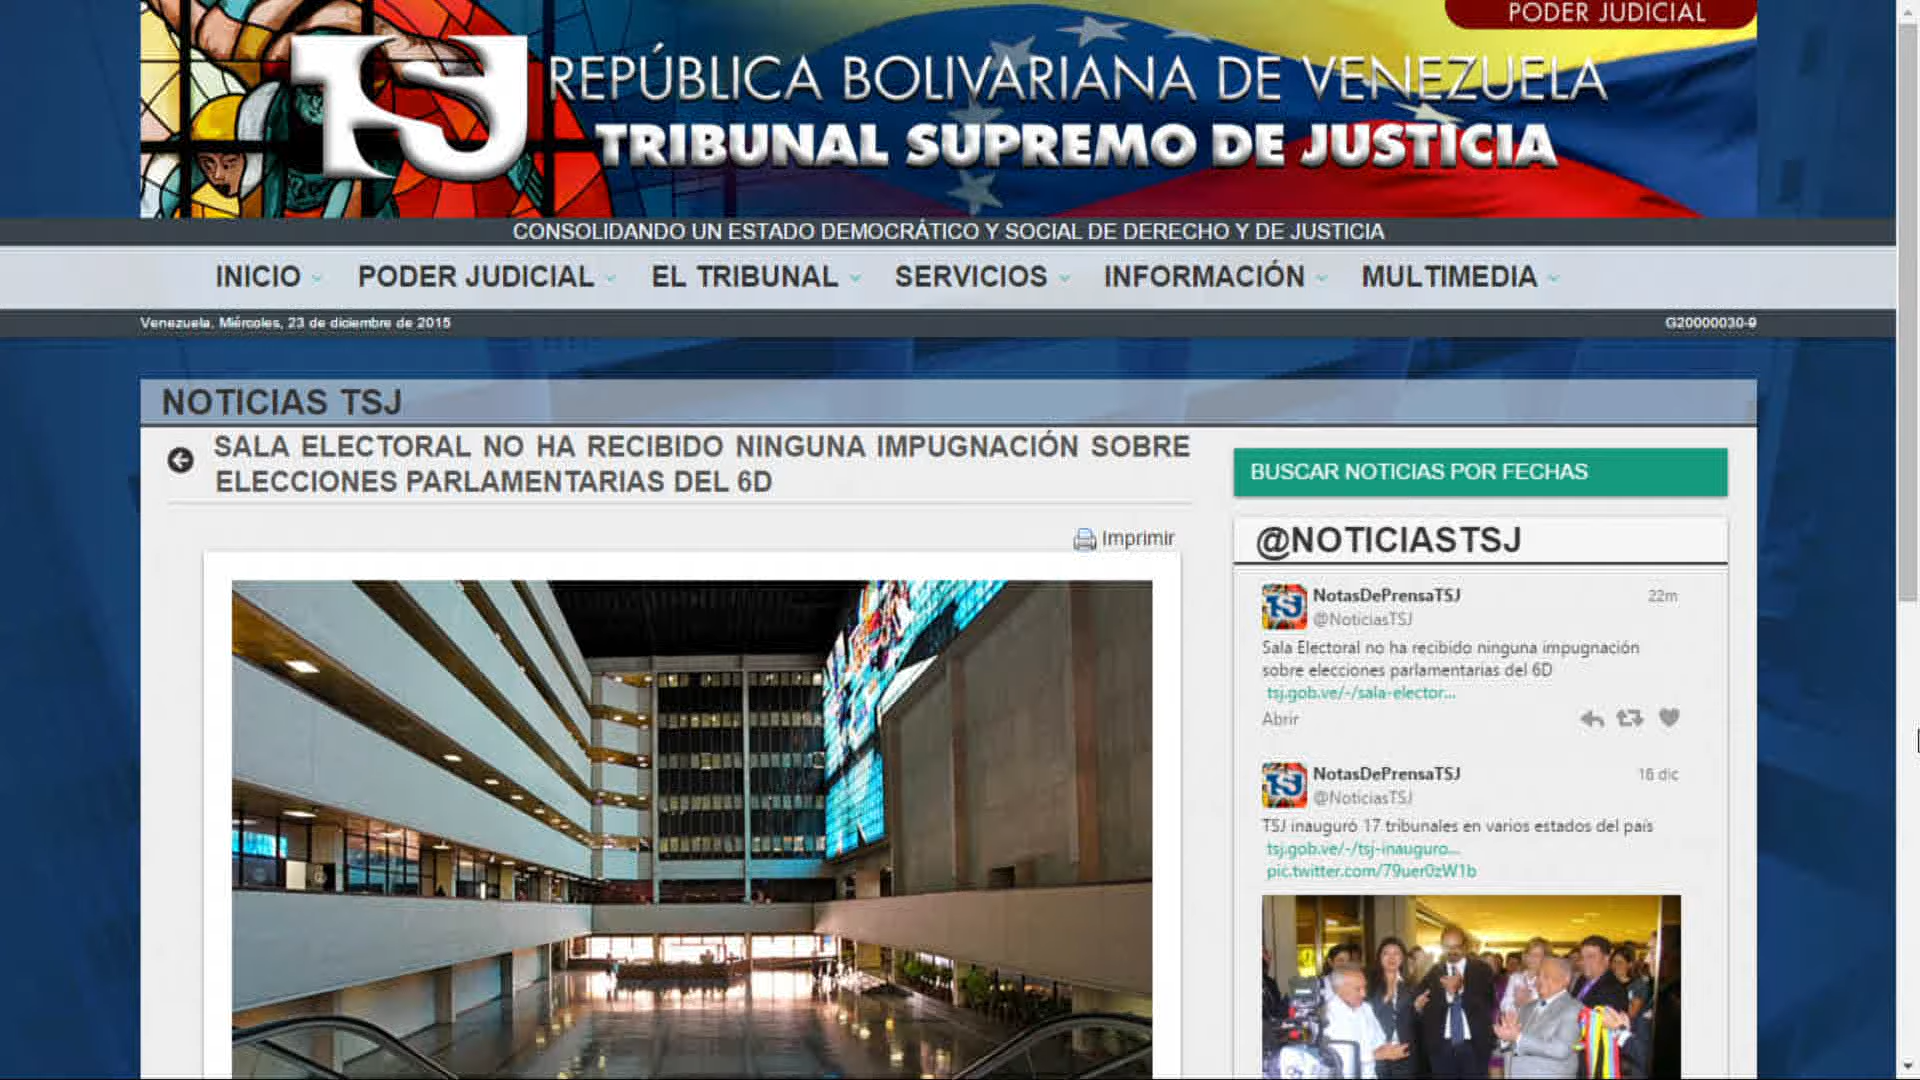 PODER JUDICIAL
TSJ
REPÚBLICA BOLIVARIANA DE VENEZUELA
TRIBUNAL SUPREMO DE JUSTICIA
CONSOLIDANDO UN ESTADO DEMOCRÁTICO Y SOCIAL DE DERECHO Y DE JUSTICIA
INICIO PODER JUDICIAL EL TRIBUNAL SERVICIOS INFORMACIÓN MULTIMEDIA
Venezuela, Miércoles, 23 de diciembre de 2015 G20000030-9
NOTICIAS TSJ
SALA ELECTORAL NO HA RECIBIDO NINGUNA IMPUGNACIÓN SOBRE
ELECCIONES PARLAMENTARIAS DEL 6D
Imprimir
BUSCAR NOTICIAS POR FECHAS
@NOTICIASTSJ
NotasDePrensaTSJ 22m
@NoticiasTSJ
Sala Electoral no ha recibido ninguna impugnación
sobre elecciones parlamentarias del 6D
tsj.gob.ve/-/sala-elector...
Abrir
NotasDePrensaTSJ 16 dic
@NoticiasTSJ
TSJ inauguró 17 tribunales en varios estados del país
tsj.gob.ve/-/tsj-inauguro...
pic.twitter.com/79uer0zW1b